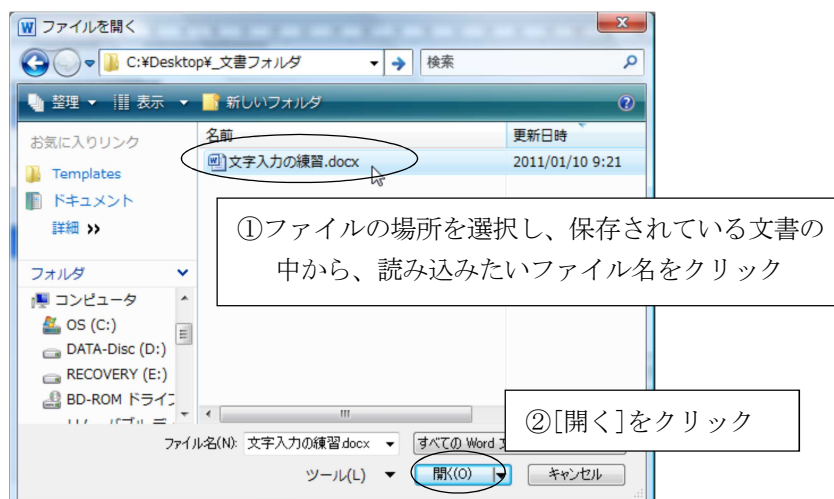 ファイルを開く
C:¥Desktop¥_文書フォルダ
検索
整理 表示 新しいフォルダ
お気に入りリンク
Templates
ドキュメント
詳細 »
フォルダ
コンピュータ
OS (C:)
DATA-Disc (D:)
RECOVERY (E:)
BD-ROM ドライブ
名前 更新日時
文字入力の練習.docx 2011/01/10 9:21
①ファイルの場所を選択し、保存されている文書の
中から、読み込みたいファイル名をクリック
②[開く]をクリック
ファイル名(N): 文字入力の練習.docx すべての Word
ツール(L) 開く(O) キャンセル